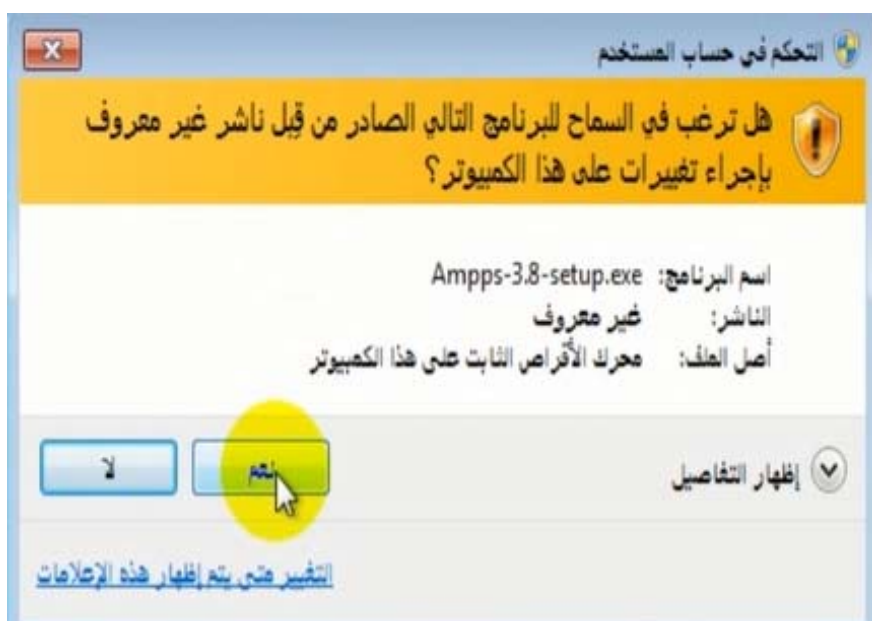 التحكم في حساب المستخدم
هل ترغب في السماح للبرنامج التالي الصادر من قِبل ناشر غير معروف
بإجراء تغييرات على هذا الكمبيوتر؟
اسم البرنامج: Ampps-3.8-setup.exe
الناشر: غير معروف
أصل الملف: محرك الأقراص الثابت على هذا الكمبيوتر
إظهار التفاصيل نعم لا
التغيير متى يتم إظهار هذه الإعلامات